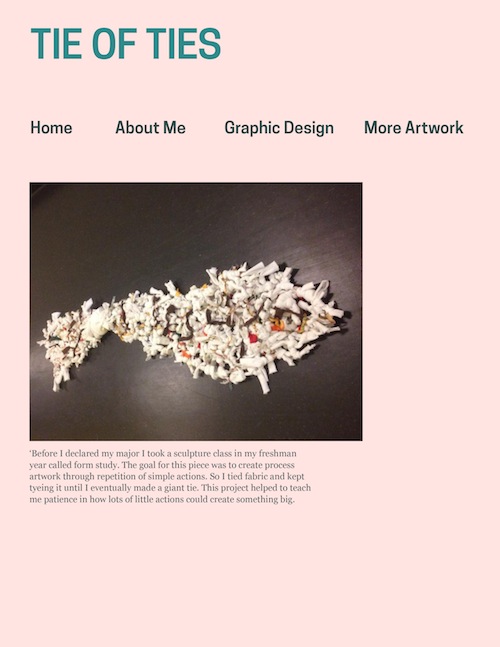 TIE OF TIES
Home About Me Graphic Design More Artwork
'Before I declared my major I took a sculpture class in my freshman
year called form study. The goal for this piece was to create process
artwork through repetition of simple actions. So I tied fabric and kept
tyeing it until I eventually made a giant tie. This project helped to teach
me patience in how lots of little actions could create something big.